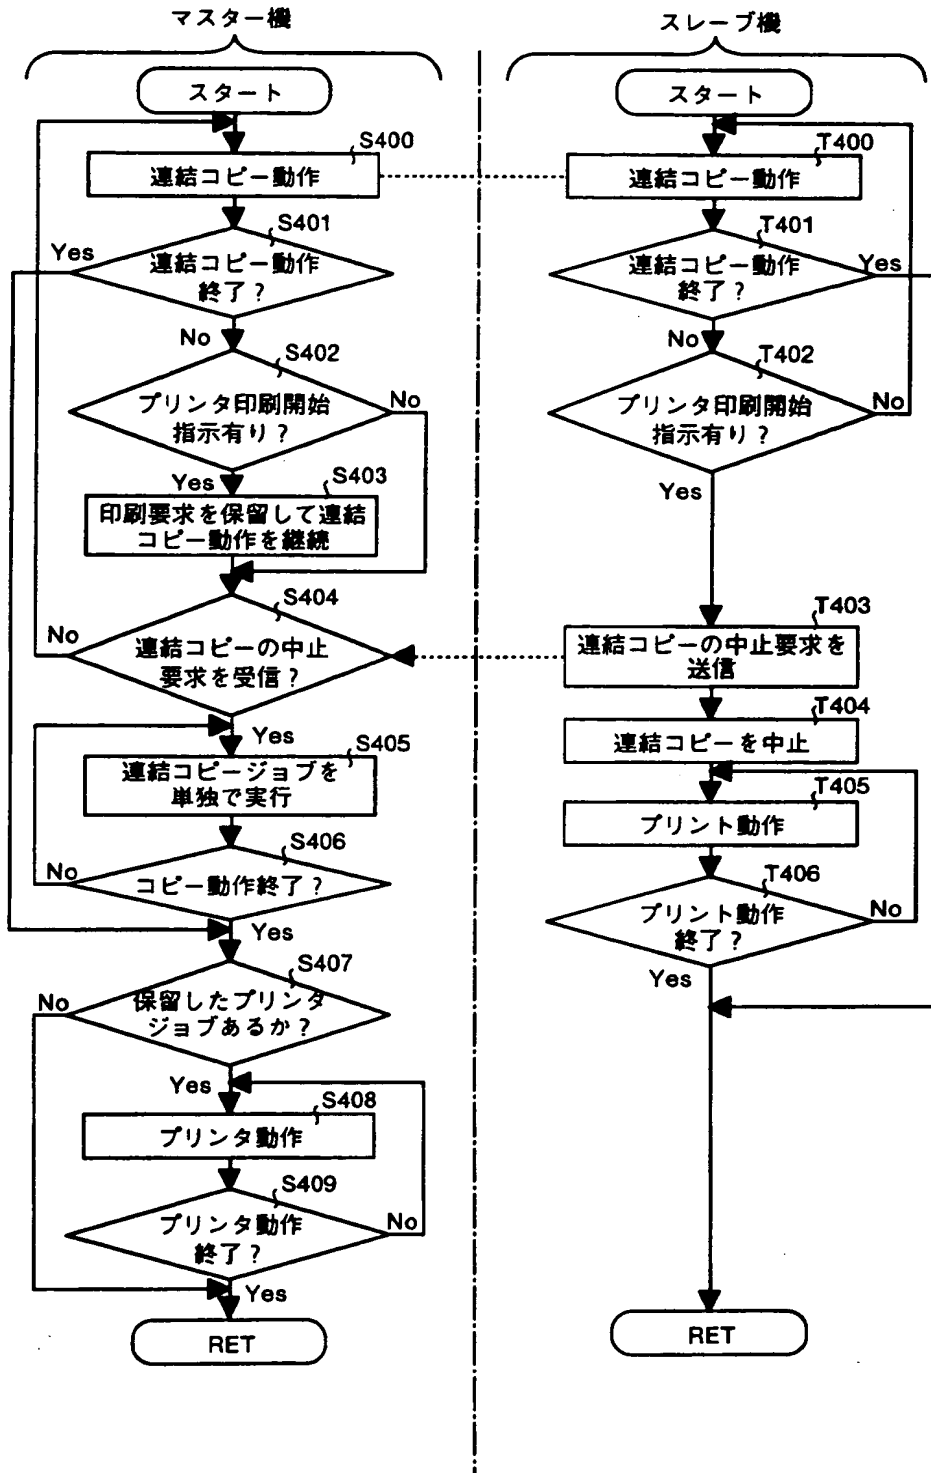 マスター機
スタート
S400
連結コピー動作
S401
Yes
連結コピー動作
終了？
No
S402
プリンタ印刷開始
指示有り？
No
Yes
S403
印刷要求を保留して連結
コピー動作を継続
S404
No
連結コピーの中止
要求を受信？
Yes
S405
連結コピージョブを
単独で実行
S406
No
コピー動作終了？
Yes
S407
No
保留したプリンタ
ジョブあるか？
Yes
S408
プリンタ動作
S409
プリンタ動作
終了？
No
Yes
RET
スレーブ機
スタート
T400
連結コピー動作
T401
連結コピー動作
終了？
Yes
No
T402
プリンタ印刷開始
指示有り？
No
Yes
T403
連結コピーの中止要求を
送信
T404
連結コピーを中止
T405
プリント動作
T406
プリント動作
終了？
No
Yes
RET